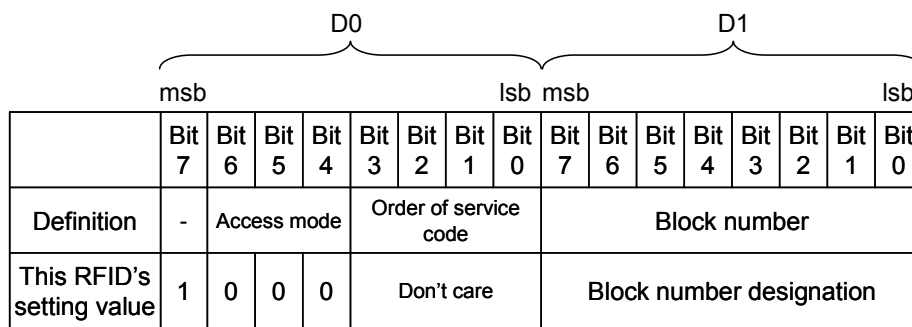 D0 D1
msb lsb msb lsb
Bit 7 Bit 6 Bit 5 Bit 4 Bit 3 Bit 2 Bit 1 Bit 0 Bit 7 Bit 6 Bit 5 Bit 4 Bit 3 Bit 2 Bit 1 Bit 0
Definition - Access mode Order of service code Block number
This RFID's setting value 1 0 0 0 Don't care Block number designation